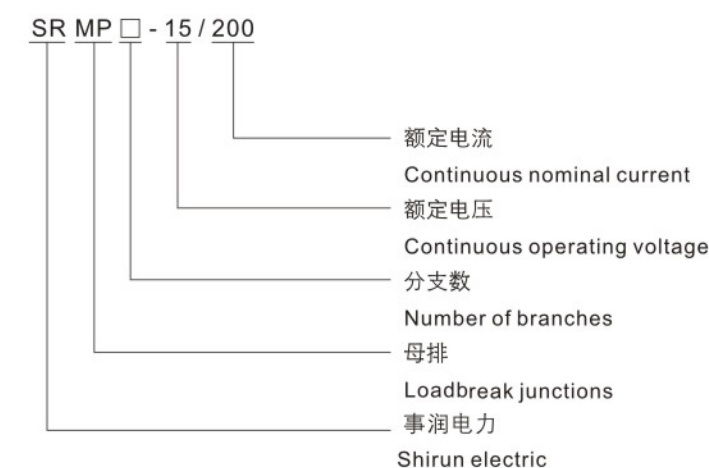 SR MP □ - 15 / 200
额定电流
Continuous nominal current
额定电压
Continuous operating voltage
分支数
Number of branches
母排
Loadbreak junctions
事润电力
Shirun electric